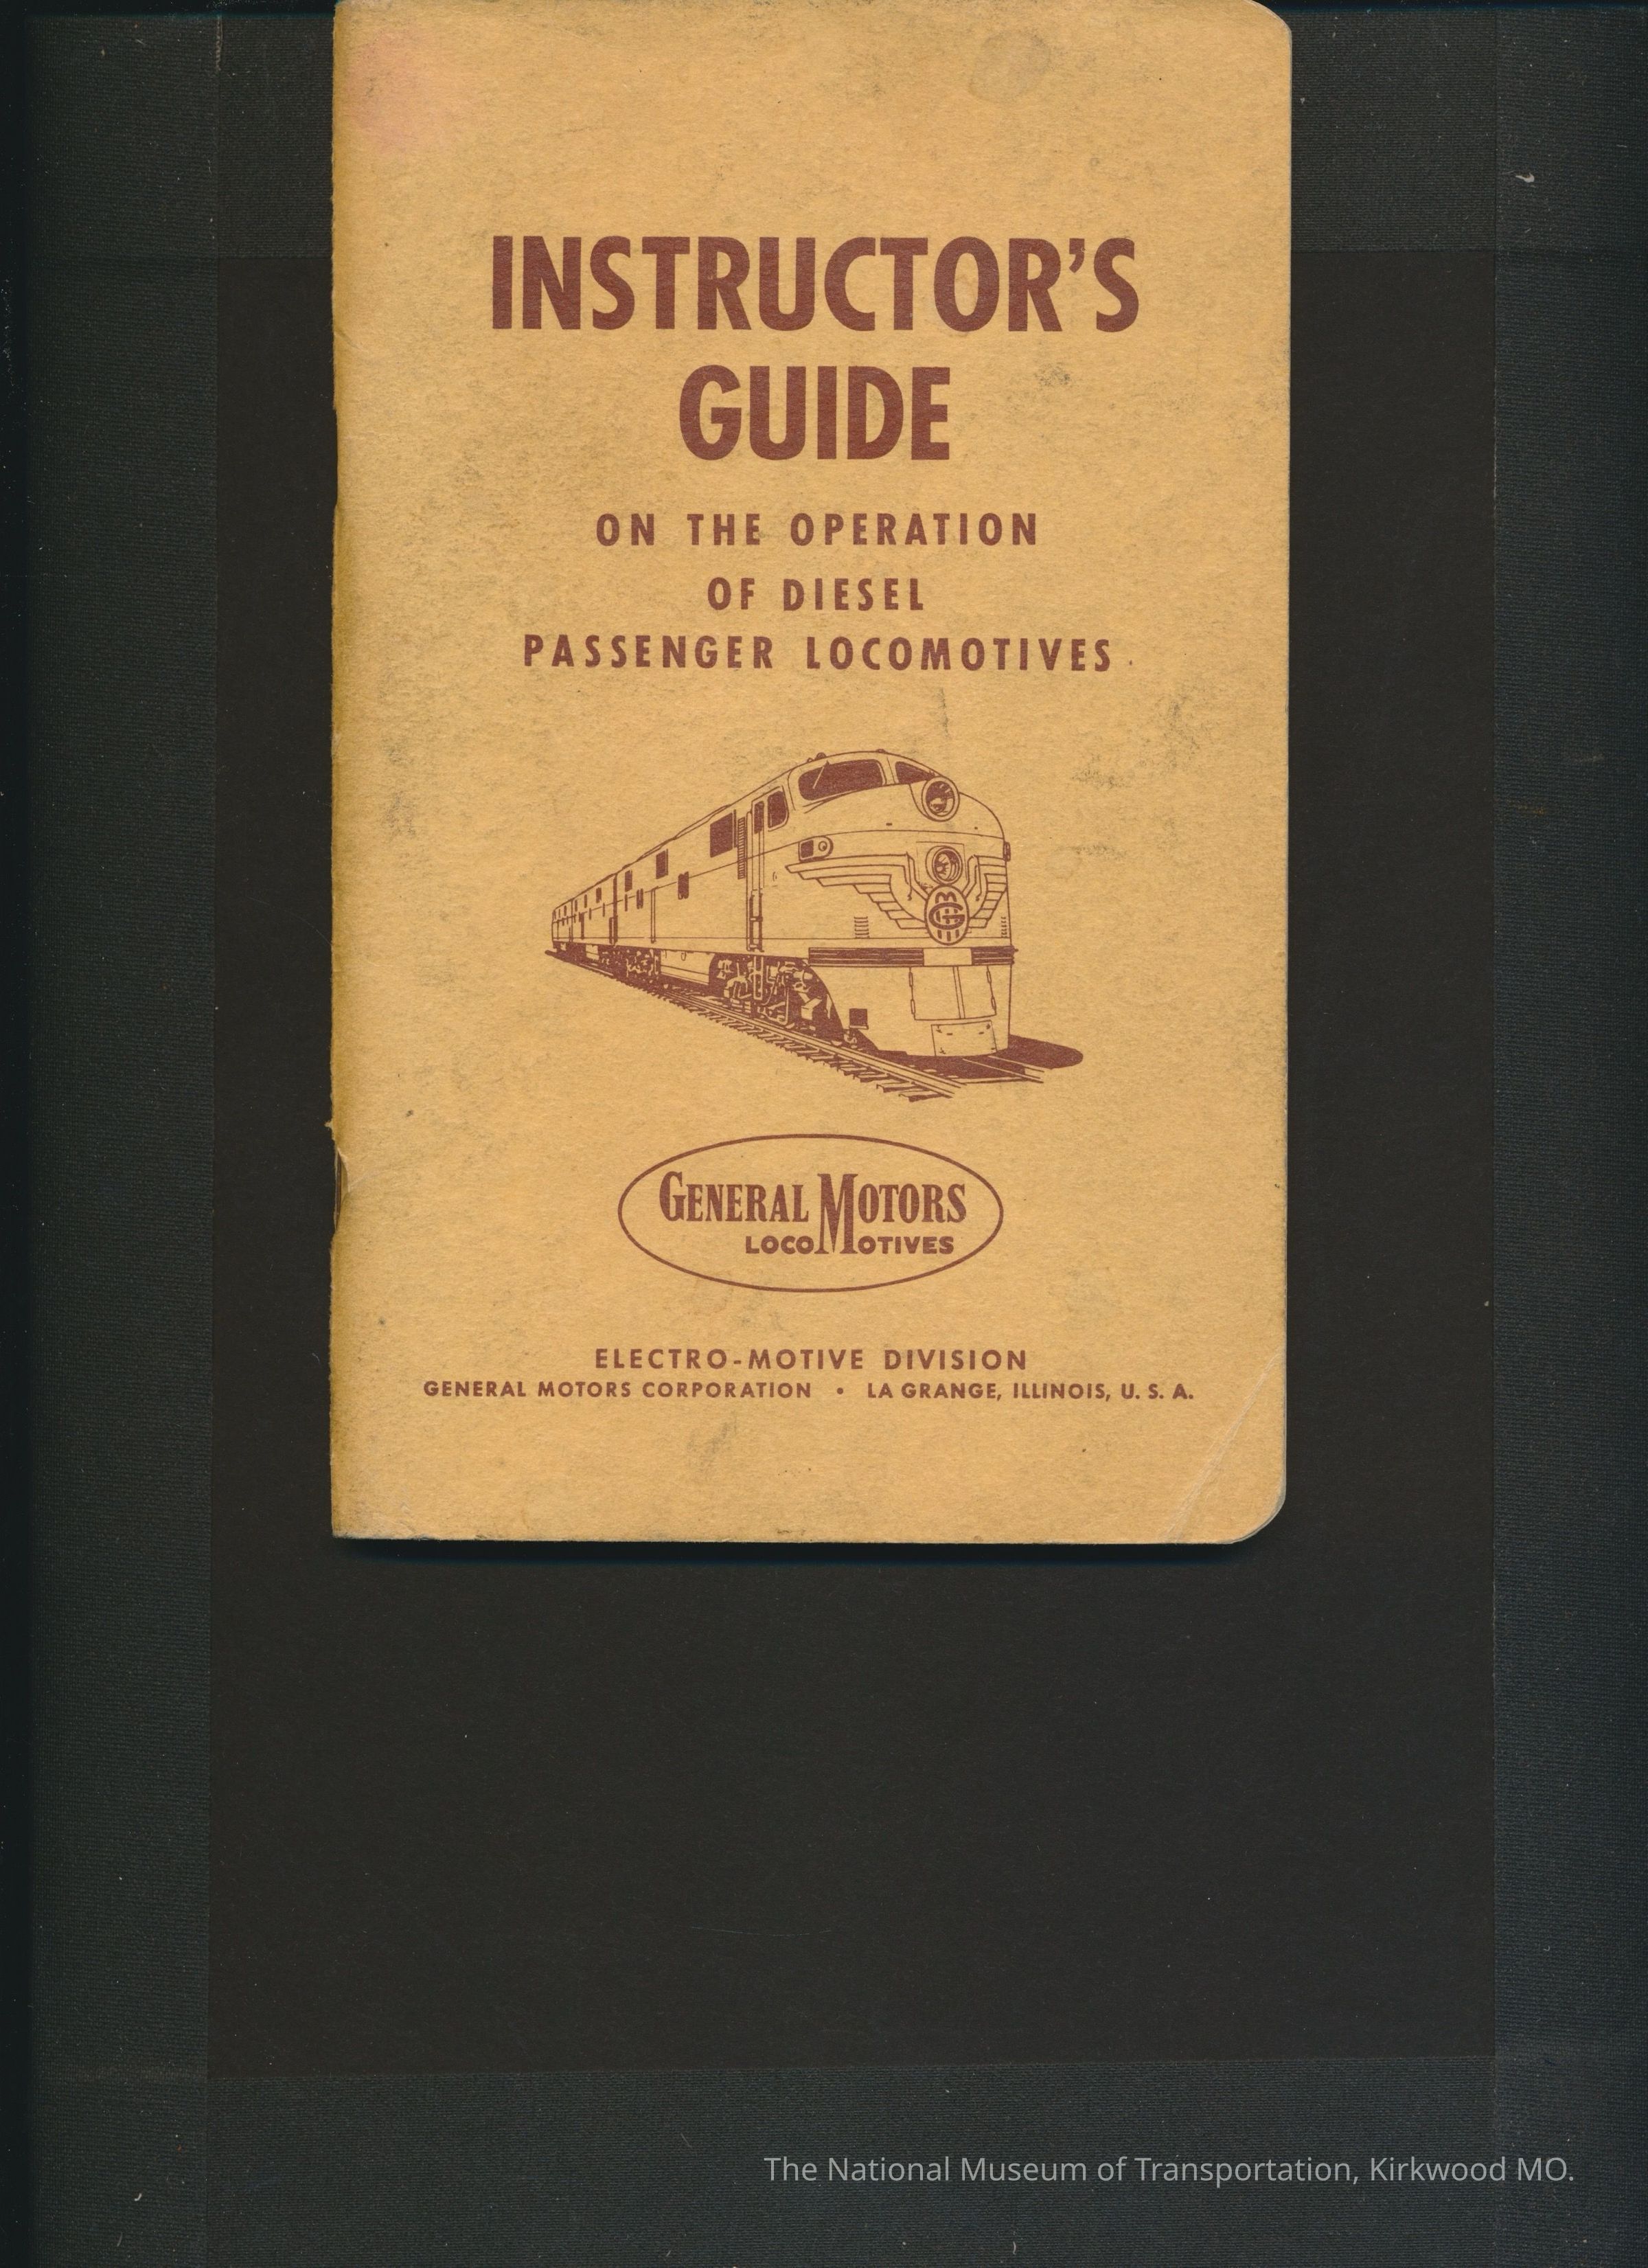 INSTRUCTOR'S
GUIDE
ON THE OPERATION
OF DIESEL
PASSENGER LOCOMOTIVES
GM
GENERAL MOTORS
LOCOMOTIVES
ELECTRO-MOTIVE DIVISION
GENERAL MOTORS CORPORATION • LA GRANGE, ILLINOIS, U. S. A.
The National Museum of Transportation, Kirkwood MO.